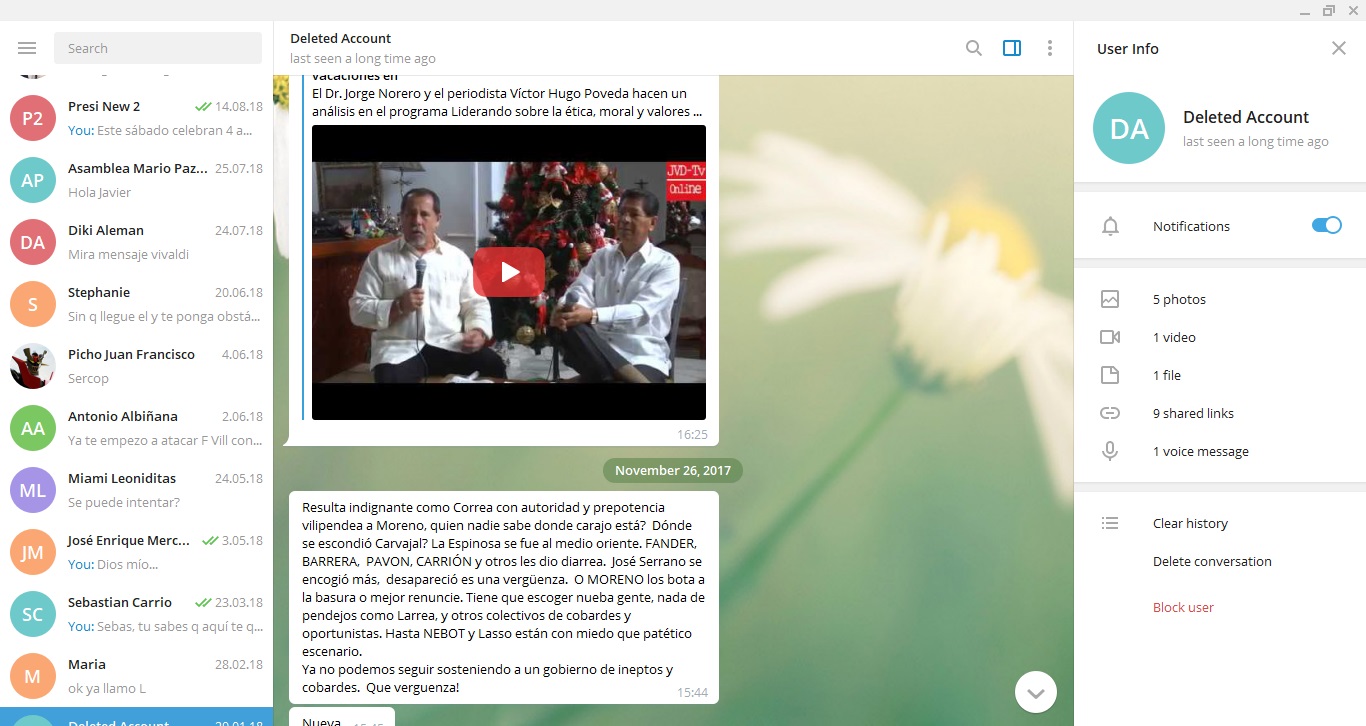 Search
Presi New 2
14.08.18
You: Este sábado celebran 4 a...
Asamblea Mario Paz...
25.07.18
Hola Javier
Diki Aleman
24.07.18
Mira mensaje vivaldi
Stephanie
20.06.18
Sin q llegue el y te ponga obstá...
Picho Juan Francisco
4.06.18
Sercop
Antonio Albiñana
2.06.18
Ya te empezo a atacar F Vill con...
Miami Leoniditas
24.05.18
Se puede intentar?
José Enrique Merc...
3.05.18
You: Dios mío...
Sebastian Carrio
23.03.18
You: Sebas, tu sabes q aquí te q...
Maria
28.02.18
ok ya llamo L
Deleted Account
20.01.18
P2
AP
DA
S
AA
ML
JM
SC
M
Deleted Account
last seen a long time ago
vacaciones en
El Dr. Jorge Norero y el periodista Víctor Hugo Poveda hacen un
análisis en el programa Liderando sobre la ética, moral y valores ...
JVD-Tv
Online
16:25
November 26, 2017
Resulta indignante como Correa con autoridad y prepotencia
vilipendea a Moreno, quien nadie sabe donde carajo está? Dónde
se escondió Carvajal? La Espinosa se fue al medio oriente. FANDER,
BARRERA, PAVON, CARRIÓN y otros les dio diarrea. José Serrano se
encogió más, desapareció es una vergüenza. O MORENO los bota a
la basura o mejor renuncie. Tiene que escoger nueba gente, nada de
pendejos como Larrea, y otros colectivos de cobardes y
oportunistas. Hasta NEBOT y Lasso están con miedo que patético
escenario.
Ya no podemos seguir sosteniendo a un gobierno de ineptos y
cobardes. Que verguenza!
15:44
Nueva
User Info
DA
Deleted Account
last seen a long time ago
Notifications
5 photos
1 video
1 file
9 shared links
1 voice message
Clear history
Delete conversation
Block user